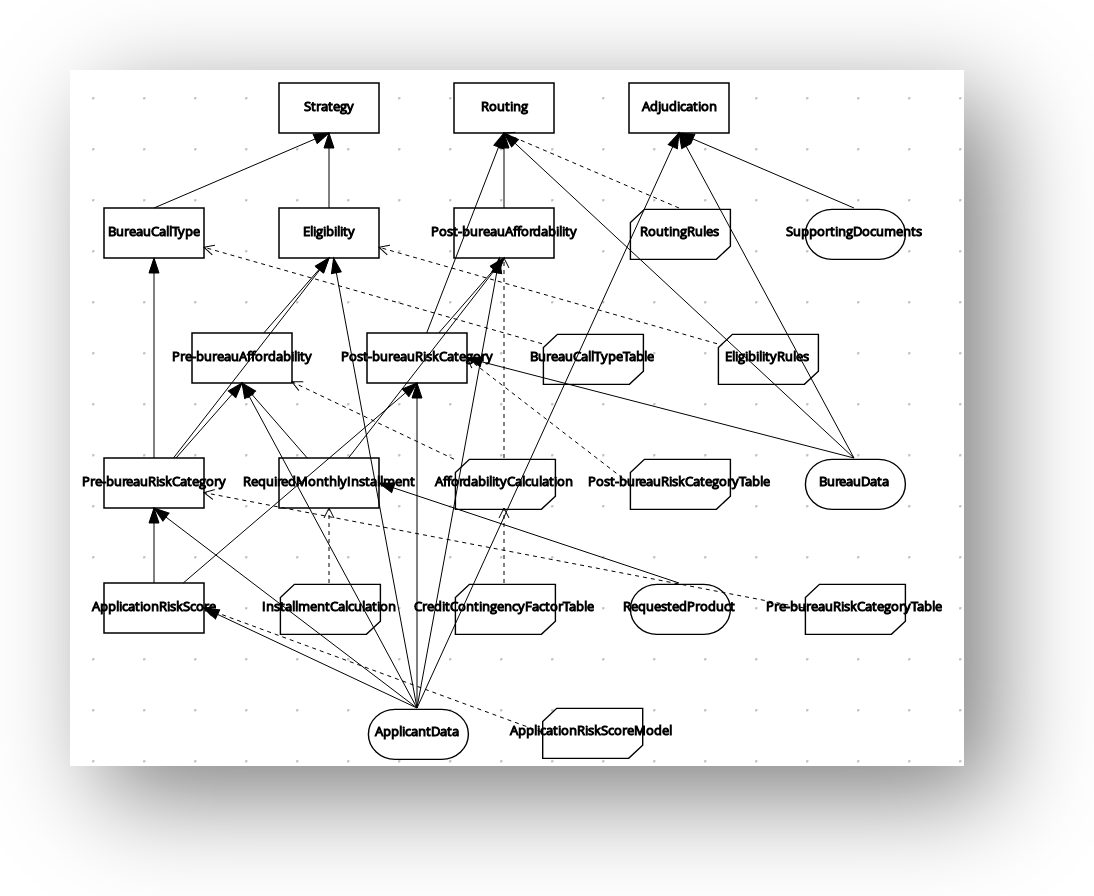 Strategy
Routing
Adjudication
BureauCallType
Eligibility
Post-bureauAffordability
RoutingRules
SupportingDocuments
Pre-bureauAffordability
Post-bureauRiskCategory
BureauCallTypeTable
EligibilityRules
Pre-bureauRiskCategory
RequiredMonthlyInstallment
AffordabilityCalculation
Post-bureauRiskCategoryTable
BureauData
ApplicationRiskScore
InstallmentCalculation
CreditContingencyFactorTable
RequestedProduct
Pre-bureauRiskCategoryTable
ApplicantData
ApplicationRiskScoreModel